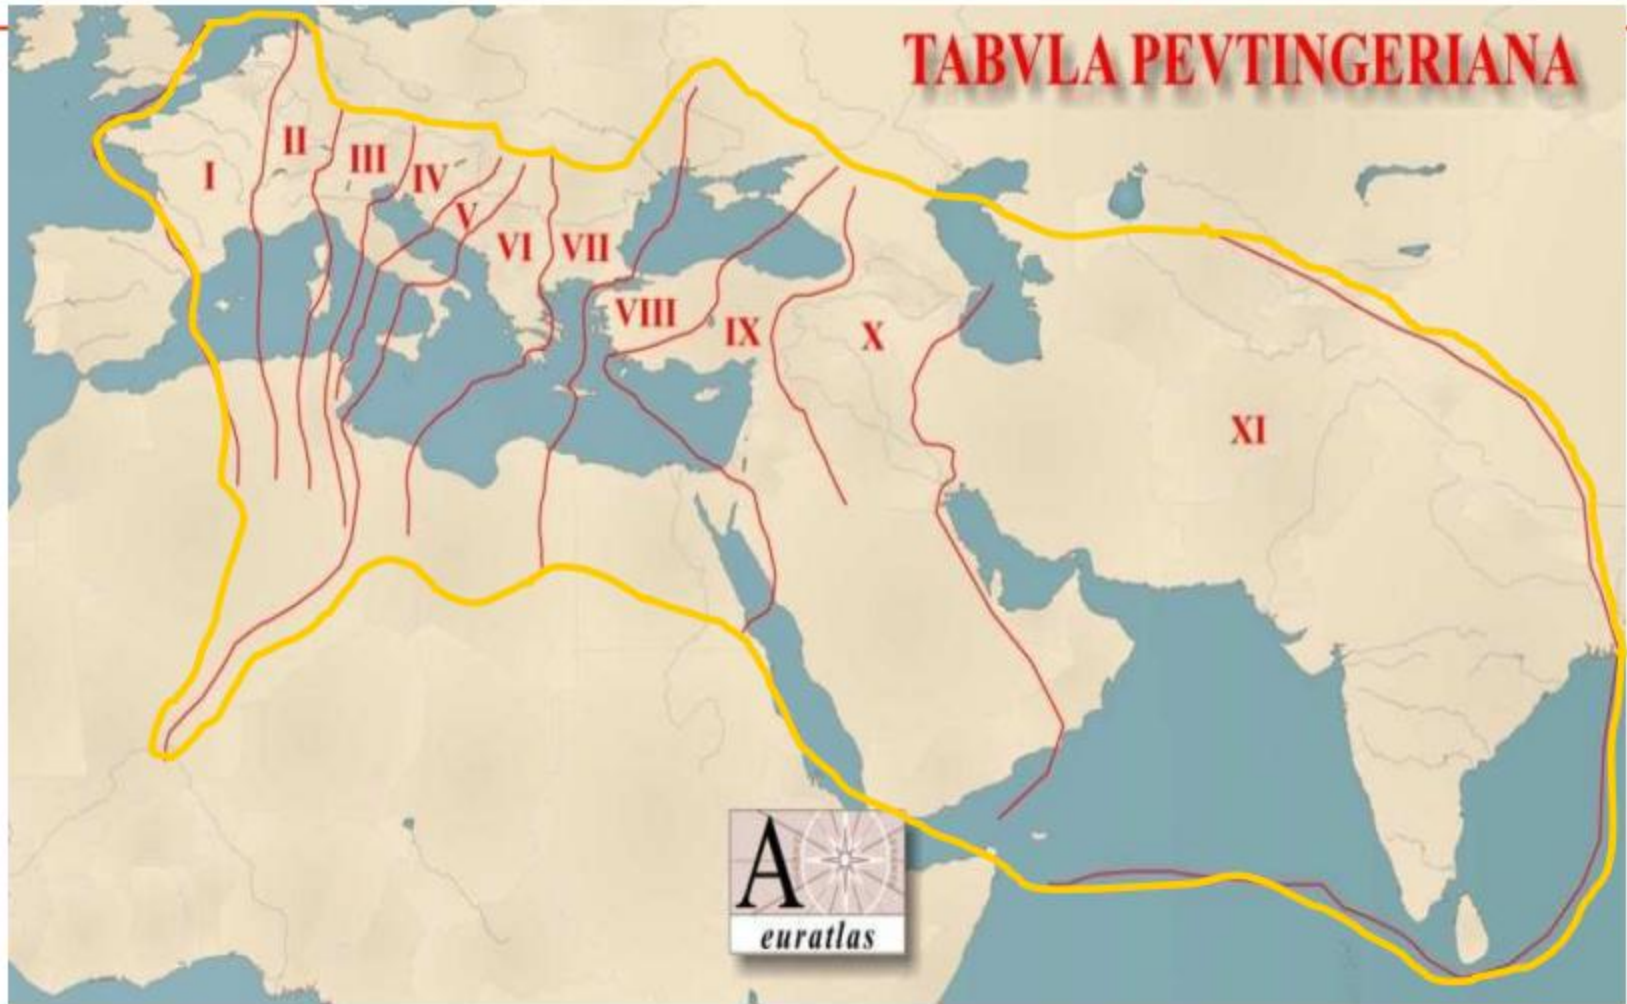 TABVLA PEVTINGERIANA
I
II
III
IV
V
VI
VII
VIII
IX
X
XI
A
euratlas